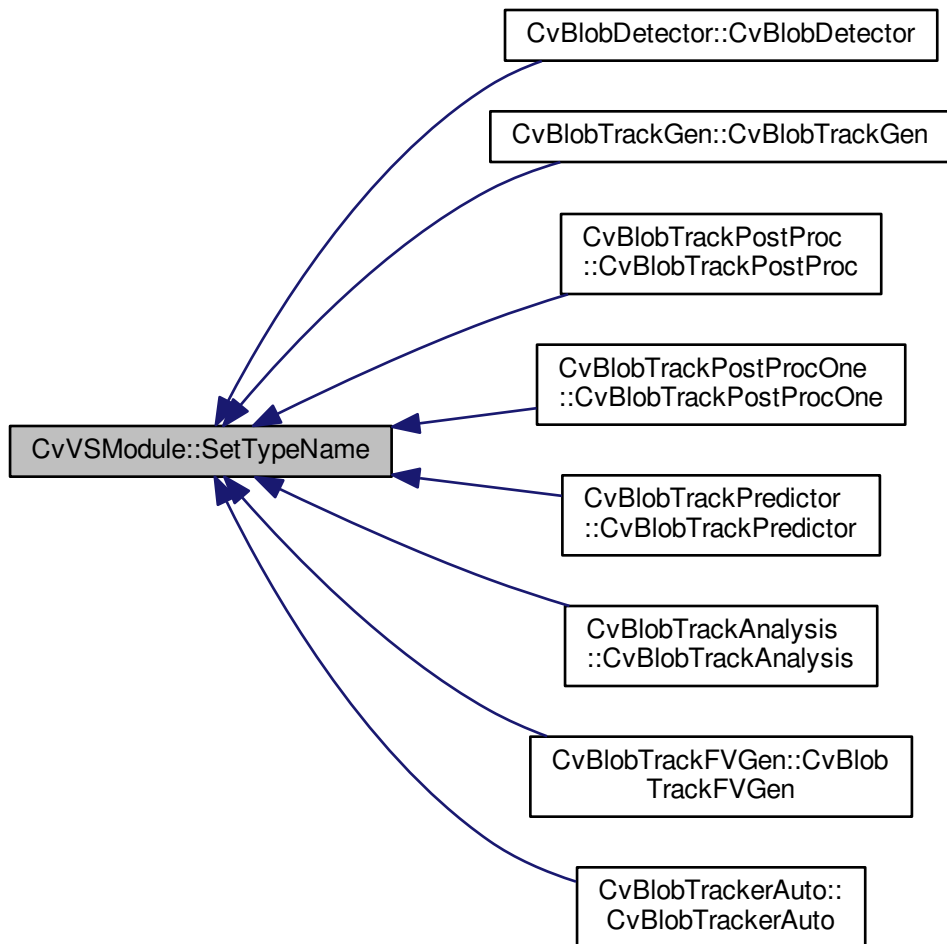 CvBlobDetector::CvBlobDetector
CvBlobTrackGen::CvBlobTrackGen
CvBlobTrackPostProc
::CvBlobTrackPostProc
CvBlobTrackPostProcOne
::CvBlobTrackPostProcOne
CvVSModule::SetTypeName
CvBlobTrackPredictor
::CvBlobTrackPredictor
CvBlobTrackAnalysis
::CvBlobTrackAnalysis
CvBlobTrackFVGen::CvBlob
TrackFVGen
CvBlobTrackerAuto::
CvBlobTrackerAuto